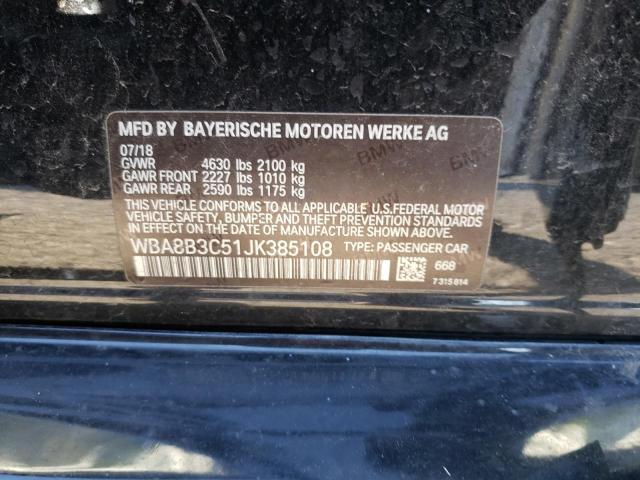 MFD BY BAYERISCHE MOTOREN WERKE AG
07/18
GVWR 4630 lbs 2100 kg
GAWR FRONT 2227 lbs 1010 kg
GAWR REAR 2590 lbs 1175 kg
THIS VEHICLE CONFORMS TO ALL APPLICABLE U.S.FEDERAL MOTOR
VEHICLE SAFETY, BUMPER AND THEFT PREVENTION STANDARDS
IN EFFECT ON THE DATE OF MANUFACTURE SHOWN ABOVE.
WBA8B3C51JK385108 TYPE: PASSENGER CAR
668
7315814